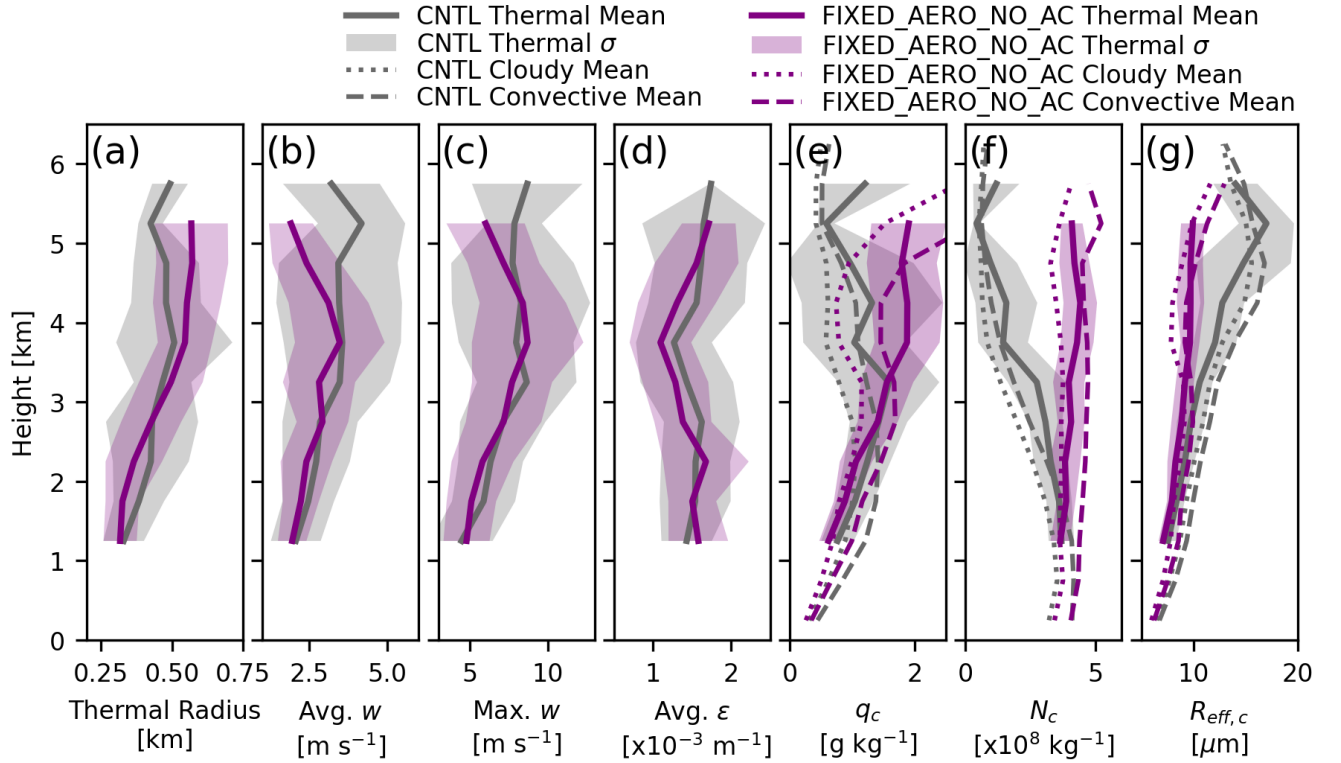 CNTL Thermal Mean
CNTL Thermal σ
CNTL Cloudy Mean
CNTL Convective Mean
FIXED_AERO_NO_AC Thermal Mean
FIXED_AERO_NO_AC Thermal σ
FIXED_AERO_NO_AC Cloudy Mean
FIXED_AERO_NO_AC Convective Mean
(a) (b) (c) (d) (e) (f) (g)
Height [km]
6
5
4
3
2
1
0
0.25 0.50 0.75
2.5 5.0
5 10
1 2
0 2
0 5
10 20
Thermal Radius
[km]
Avg. w
[m s⁻¹]
Max. w
[m s⁻¹]
Avg. ε
[x10⁻³ m⁻¹]
q_c
[g kg⁻¹]
N_c
[x10⁸ kg⁻¹]
R_eff,c
[μm]